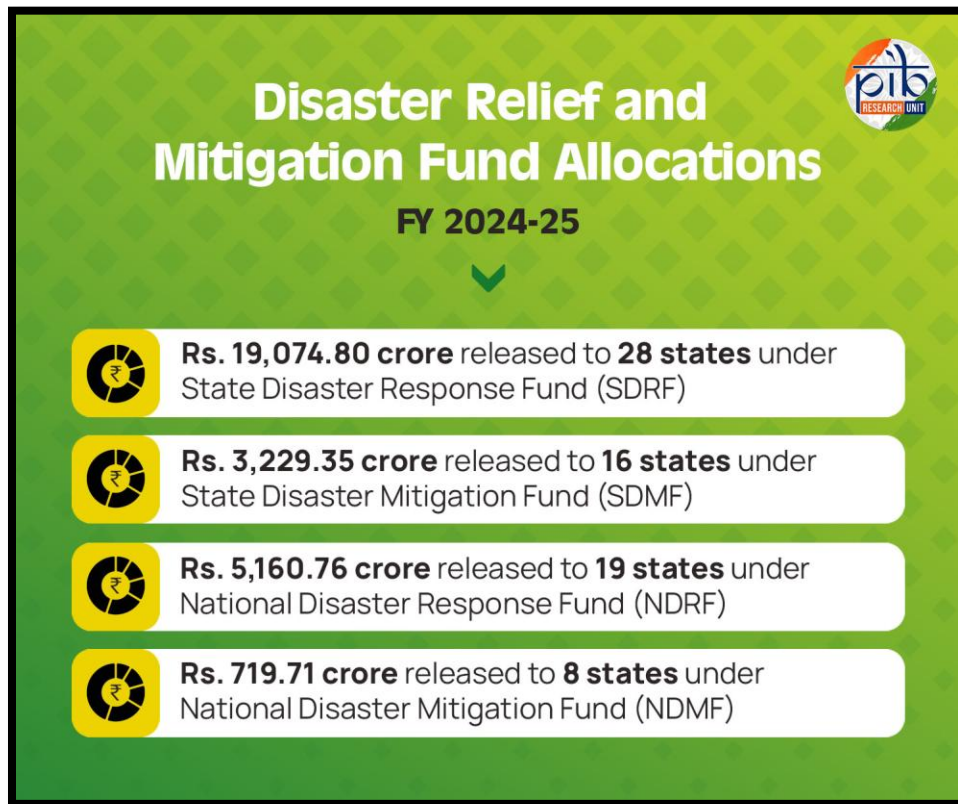 pib
RESEARCH UNIT
Disaster Relief and
Mitigation Fund Allocations
FY 2024-25
₹
Rs. 19,074.80 crore released to 28 states under
State Disaster Response Fund (SDRF)
₹
Rs. 3,229.35 crore released to 16 states under
State Disaster Mitigation Fund (SDMF)
₹
Rs. 5,160.76 crore released to 19 states under
National Disaster Response Fund (NDRF)
₹
Rs. 719.71 crore released to 8 states under
National Disaster Mitigation Fund (NDMF)